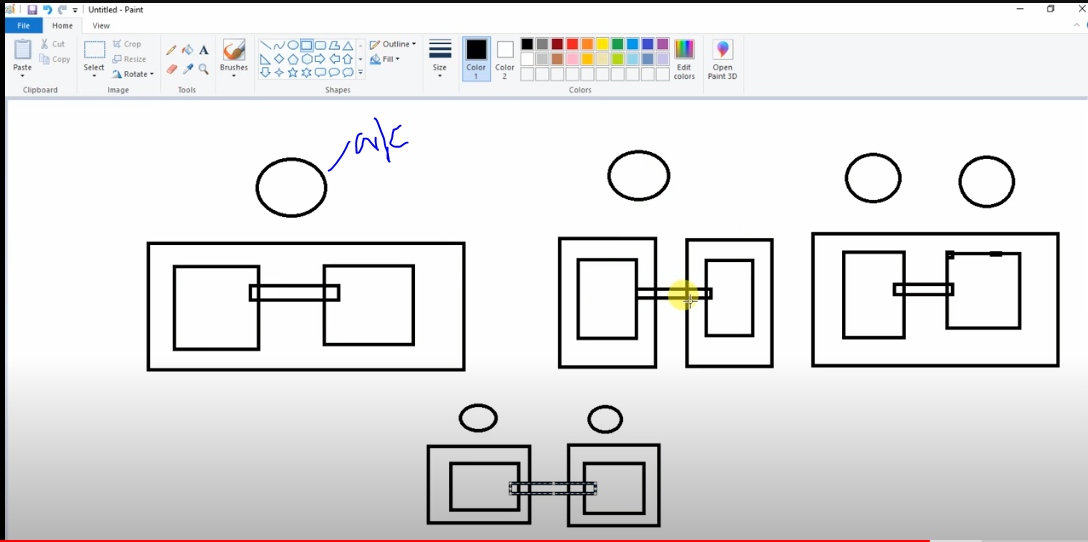 Untitled - Paint
File Home View
Paste
Cut
Copy
Clipboard
Select
Crop
Resize
Rotate
Image
A
Tools
Brushes
Outline
Fill
Shapes
Size
Color
1
Color
2
Edit
colors
Colors
Open
Paint 3D
a/c